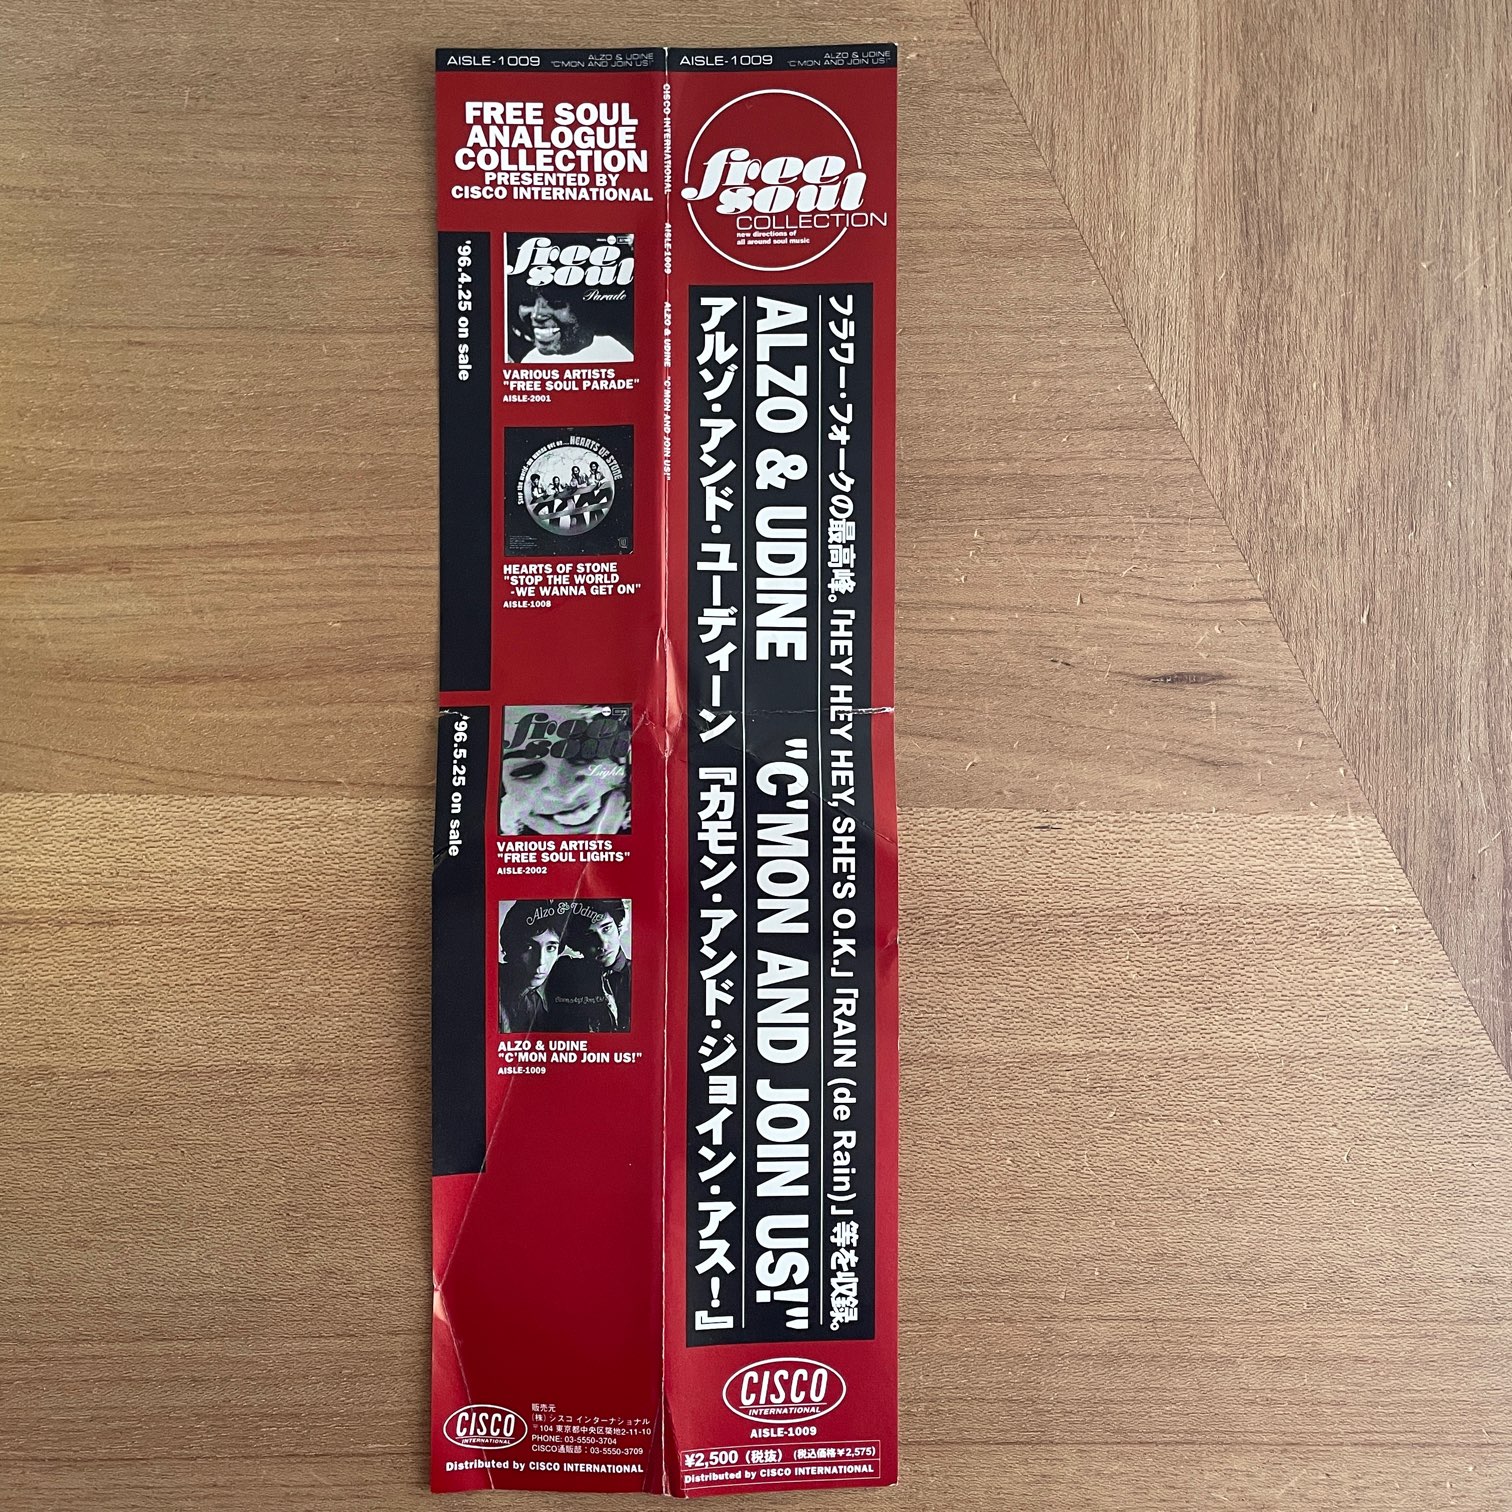 AISLE-1009
ALZO & UDINE
"C'MON AND JOIN US!"
FREE SOUL
ANALOGUE
COLLECTION
PRESENTED BY
CISCO INTERNATIONAL
'96.4.25 on sale
free
soul
Parade
VARIOUS ARTISTS
"FREE SOUL PARADE"
AISLE-2001
Stop the world-we wanna get on... HEARTS OF STONE
HEARTS OF STONE
"STOP THE WORLD
-WE WANNA GET ON"
AISLE-1008
'96.5.25 on sale
free
soul
Lights
VARIOUS ARTISTS
"FREE SOUL LIGHTS"
AISLE-2002
Alzo & Udine
ALZO & UDINE
"C'MON AND JOIN US!"
AISLE-1009
CISCO
INTERNATIONAL
販売元
(株) シスコ インターナショナル
〒104 東京都中央区築地2-11-10
PHONE: 03-5550-3704
CISCO通販部：03-5550-3709
Distributed by CISCO INTERNATIONAL
CISCO INTERNATIONAL AISLE-1009 ALZO & UDINE "C'MON AND JOIN US!"
AISLE-1009
ALZO & UDINE
"C'MON AND JOIN US!"
free
soul
COLLECTION
new directions of
all around soul music
フラワー・フォークの最高峰。「HEY HEY HEY, SHE'S O.K.」「RAIN (de Rain)」等を収録。
ALZO & UDINE "C'MON AND JOIN US!"
アルゾ・アンド・ユーディーン『カモン・アンド・ジョイン・アス！』
CISCO
INTERNATIONAL
AISLE-1009
¥2,500（税抜）（税込価格¥2,575）
Distributed by CISCO INTERNATIONAL